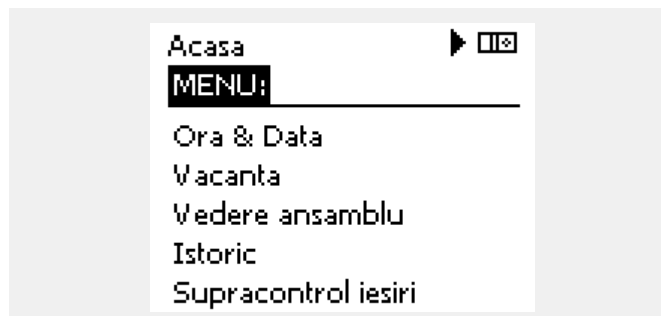 Acasa
MENU:
Ora & Data
Vacanta
Vedere ansamblu
Istoric
Supracontrol iesiri